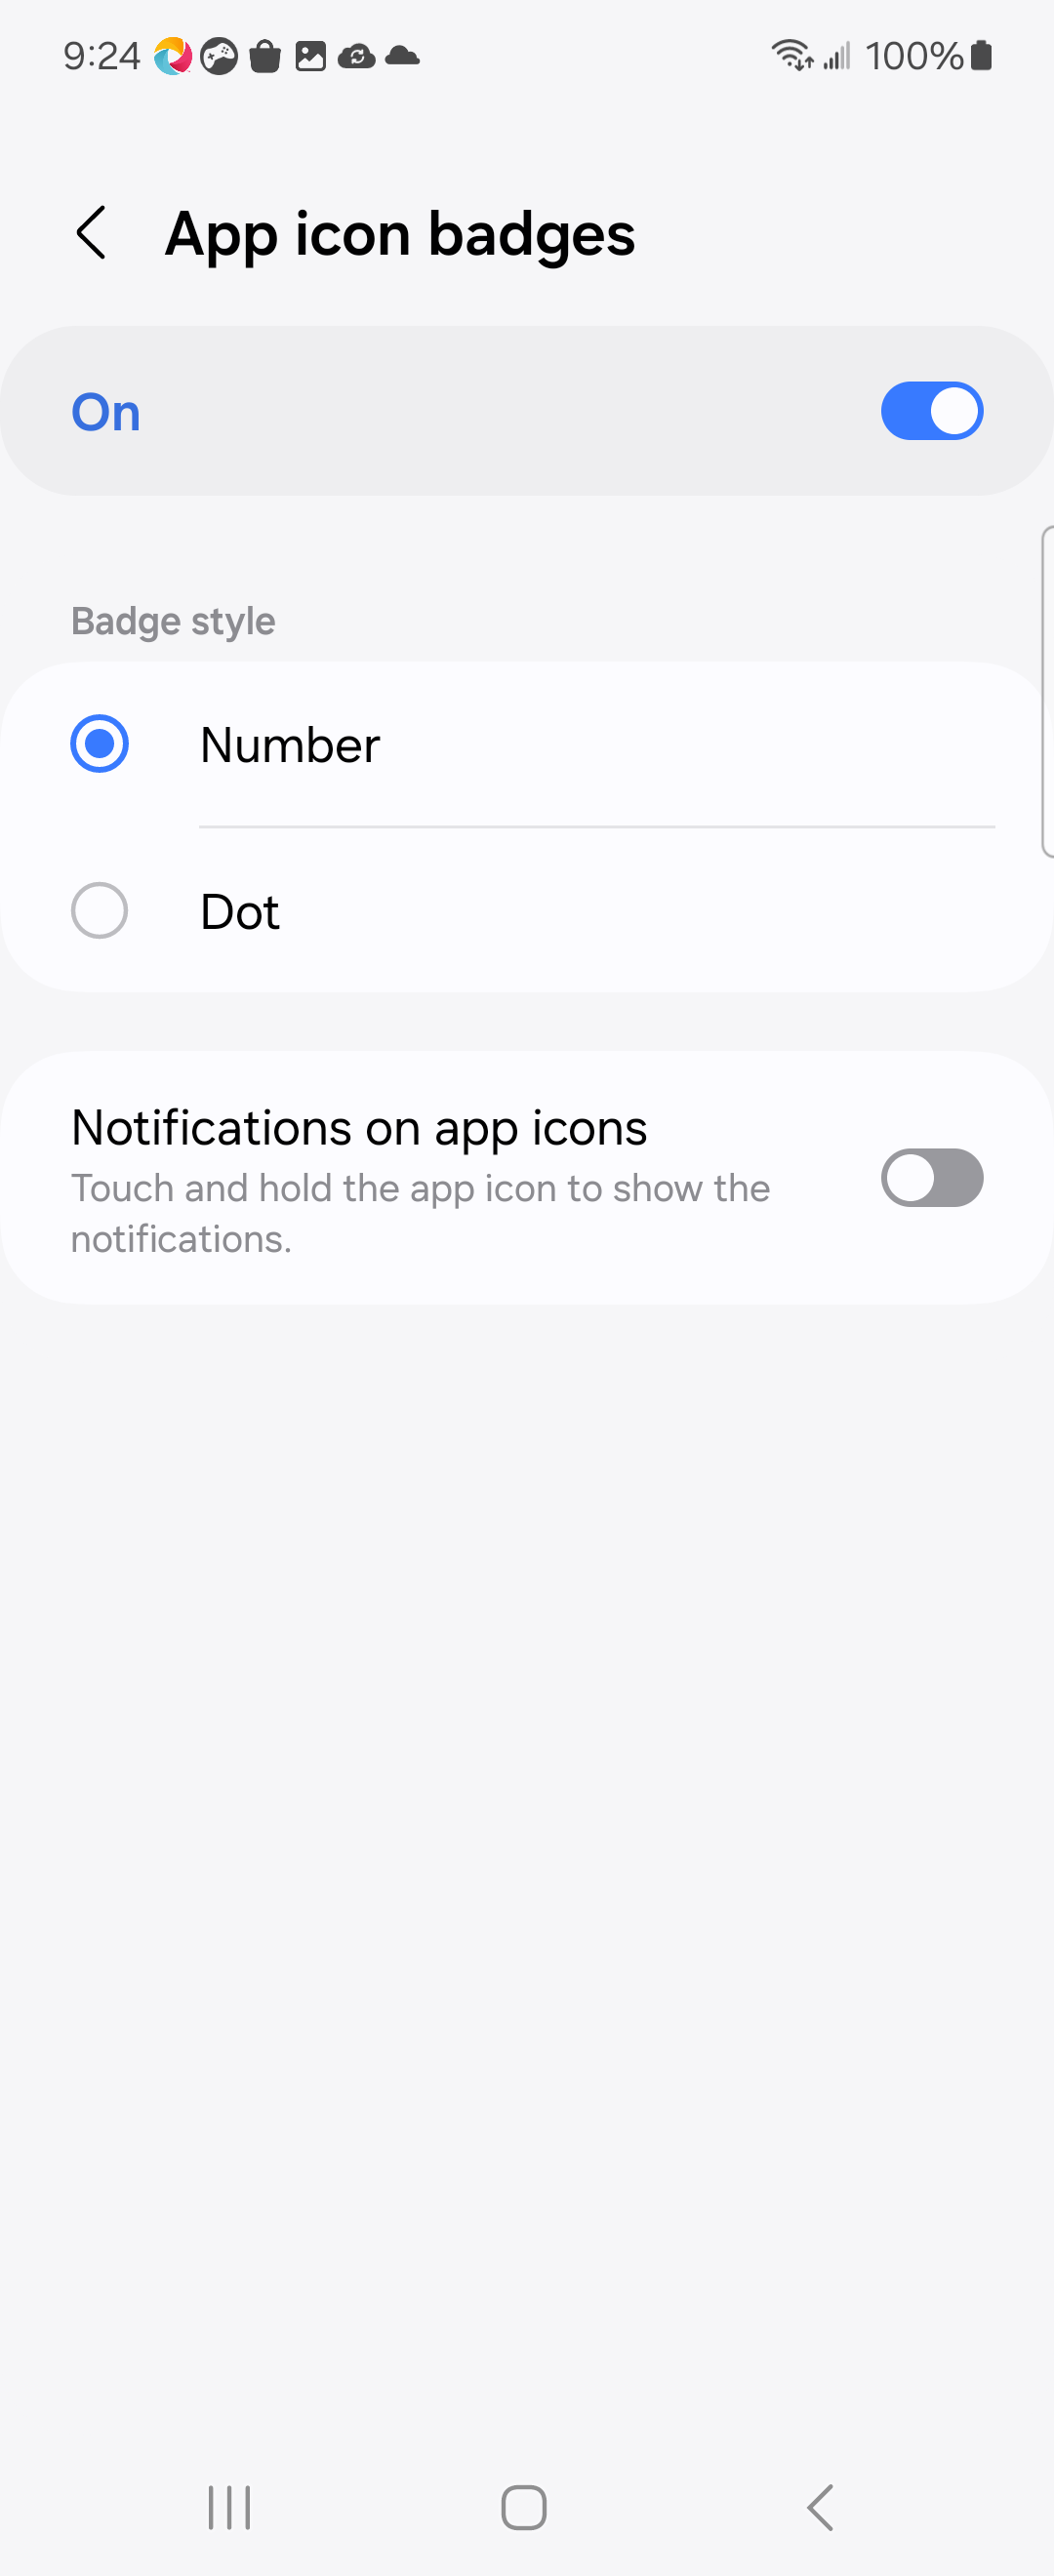 9:24
100%
App icon badges
On
Badge style
Number
Dot
Notifications on app icons
Touch and hold the app icon to show the
notifications.